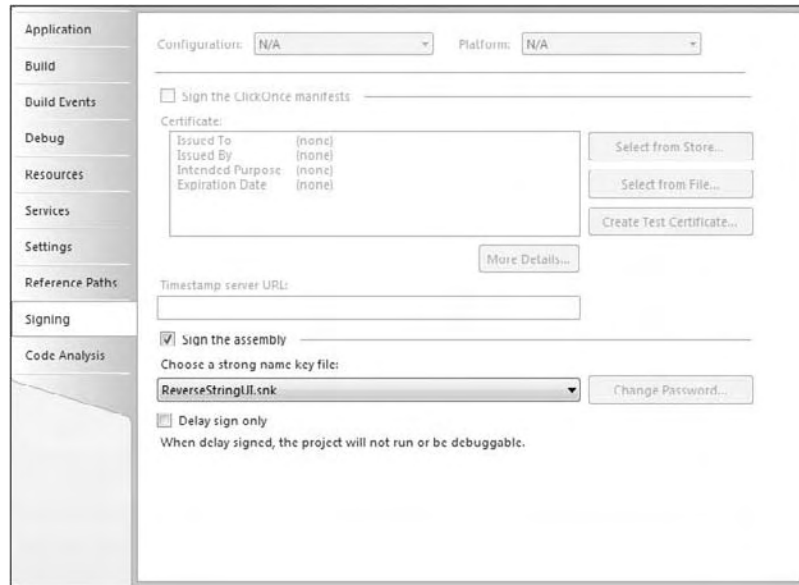 Application
Build
Build Events
Debug
Resources
Services
Settings
Reference Paths
Signing
Code Analysis
Configuration: N/A Platform: N/A
Sign the ClickOnce manifests
Certificate:
Issued To (none)
Issued By (none)
Intended Purpose (none)
Expiration Date (none)
Select from Store...
Select from File...
Create Test Certificate...
More Details...
Timestamp server URL:
Sign the assembly
Choose a strong name key file:
ReverseStringUI.snk Change Password...
Delay sign only
When delay signed, the project will not run or be debuggable.